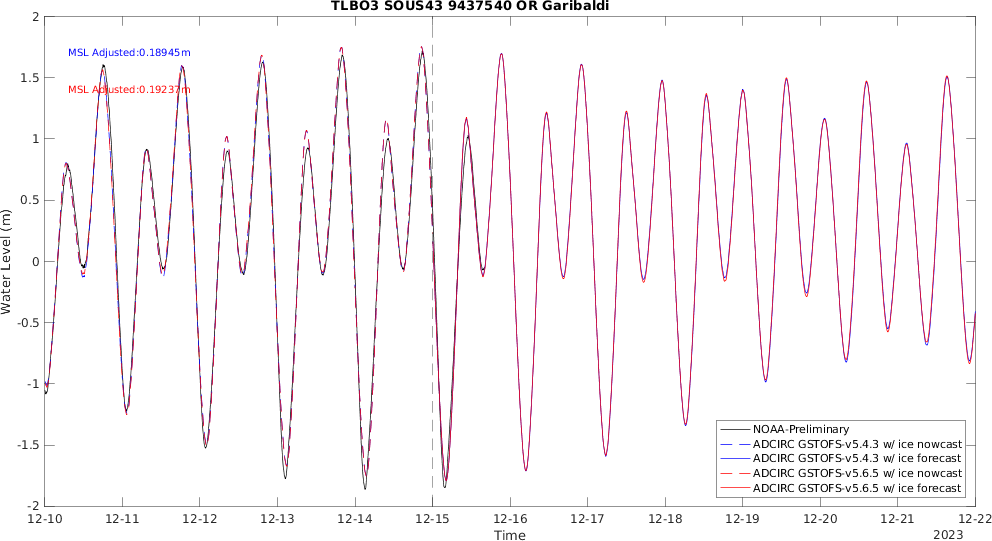 TLBO3 SOUS43 9437540 OR Garibaldi
2
MSL Adjusted:0.18945m
1.5
MSL Adjusted:0.19237m
1
0.5
0
-0.5
-1
-1.5
-2
Water Level (m)
NOAA-Preliminary
ADCIRC GSTOFS-v5.4.3 w/ ice nowcast
ADCIRC GSTOFS-v5.4.3 w/ ice forecast
ADCIRC GSTOFS-v5.6.5 w/ ice nowcast
ADCIRC GSTOFS-v5.6.5 w/ ice forecast
12-10 12-11 12-12 12-13 12-14 12-15 12-16 12-17 12-18 12-19 12-20 12-21 12-22
Time
2023